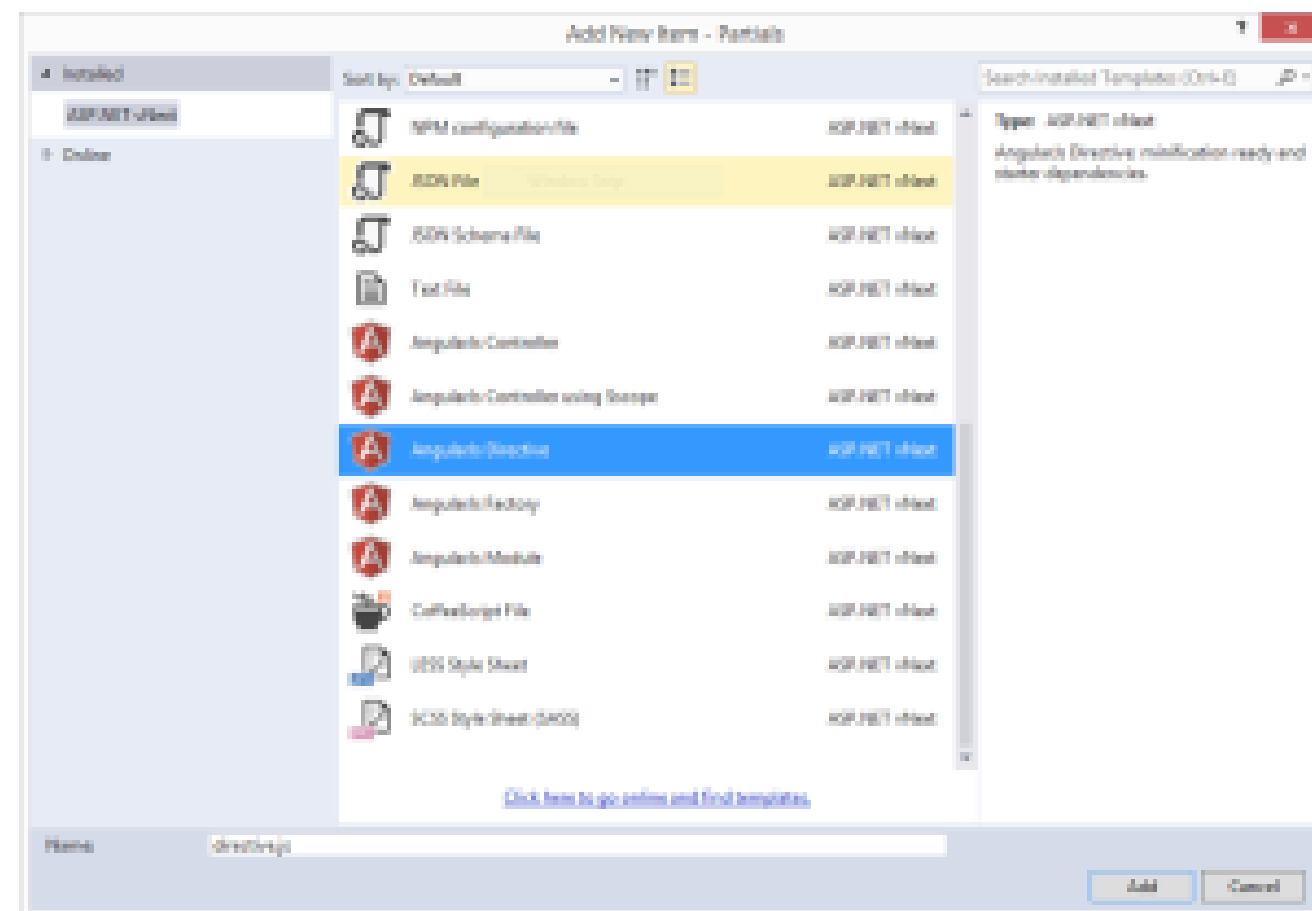 Add New Item - Partials
Installed
Sort by: Default
Search Installed Templates (Ctrl+E)
ASP.NET vNext
Online
NPM configuration file ASP.NET vNext
JSON File Window Snip ASP.NET vNext
JSON Schema File ASP.NET vNext
Text File ASP.NET vNext
AngularJs Controller ASP.NET vNext
AngularJs Controller using $scope ASP.NET vNext
AngularJs Directive ASP.NET vNext
AngularJs Factory ASP.NET vNext
AngularJs Module ASP.NET vNext
CoffeeScript File ASP.NET vNext
LESS Style Sheet ASP.NET vNext
SCSS Style Sheet (SASS) ASP.NET vNext
Click here to go online and find templates.
Type: ASP.NET vNext
AngularJs Directive minification ready and
dependencies.
Name: directive.js
Add Cancel